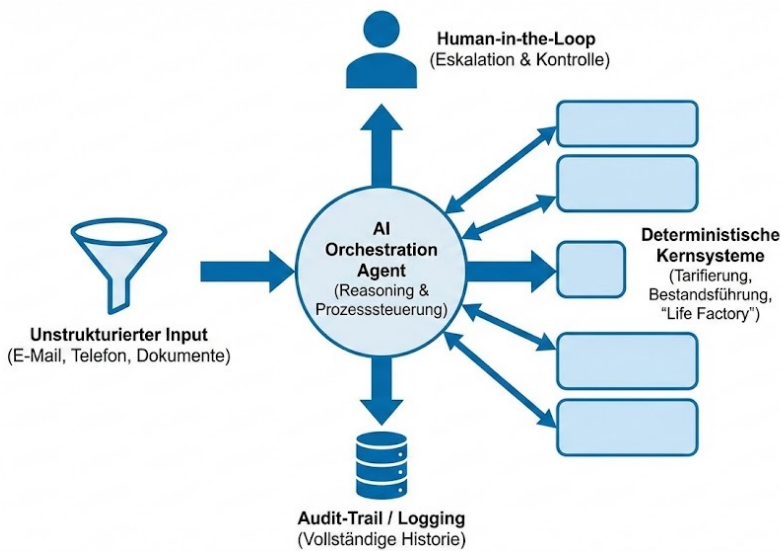 Human-in-the-Loop
(Eskalation & Kontrolle)
AI
Orchestration
Agent
(Reasoning &
Prozesssteuerung)
Deterministische
Kernsysteme
(Tarifierung,
Bestandsführung,
“Life Factory”)
Unstrukturierter Input
(E-Mail, Telefon, Dokumente)
Audit-Trail / Logging
(Vollständige Historie)